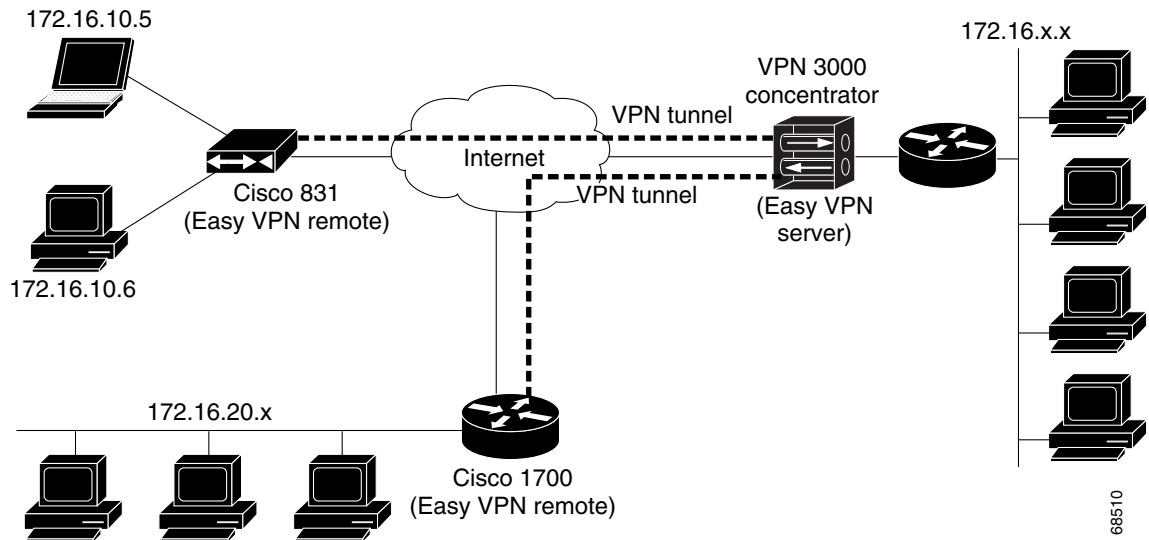 172.16.10.5
172.16.x.x
VPN 3000
concentrator
VPN tunnel
Internet
Cisco 831
(Easy VPN remote)
VPN tunnel
(Easy VPN
server)
172.16.10.6
172.16.20.x
Cisco 1700
(Easy VPN remote)
68510